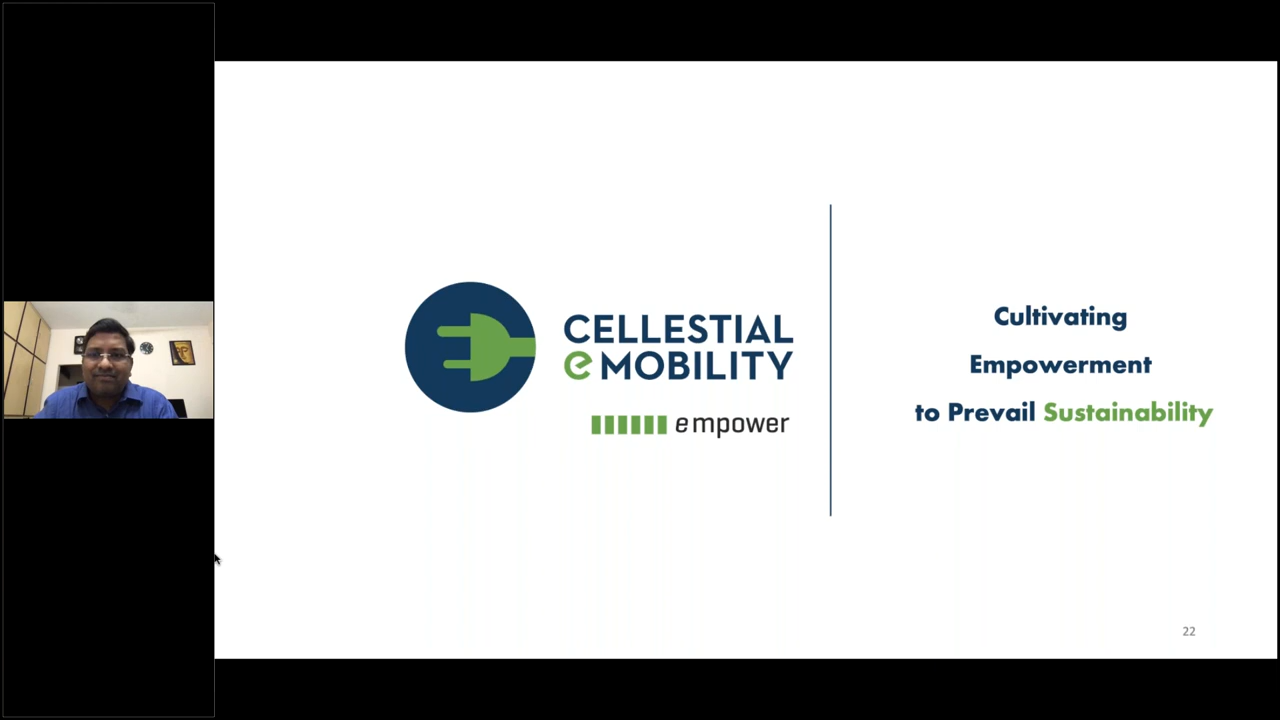 CELLESTIAL
eMOBILITY
empower
Cultivating
Empowerment
to Prevail Sustainability
22